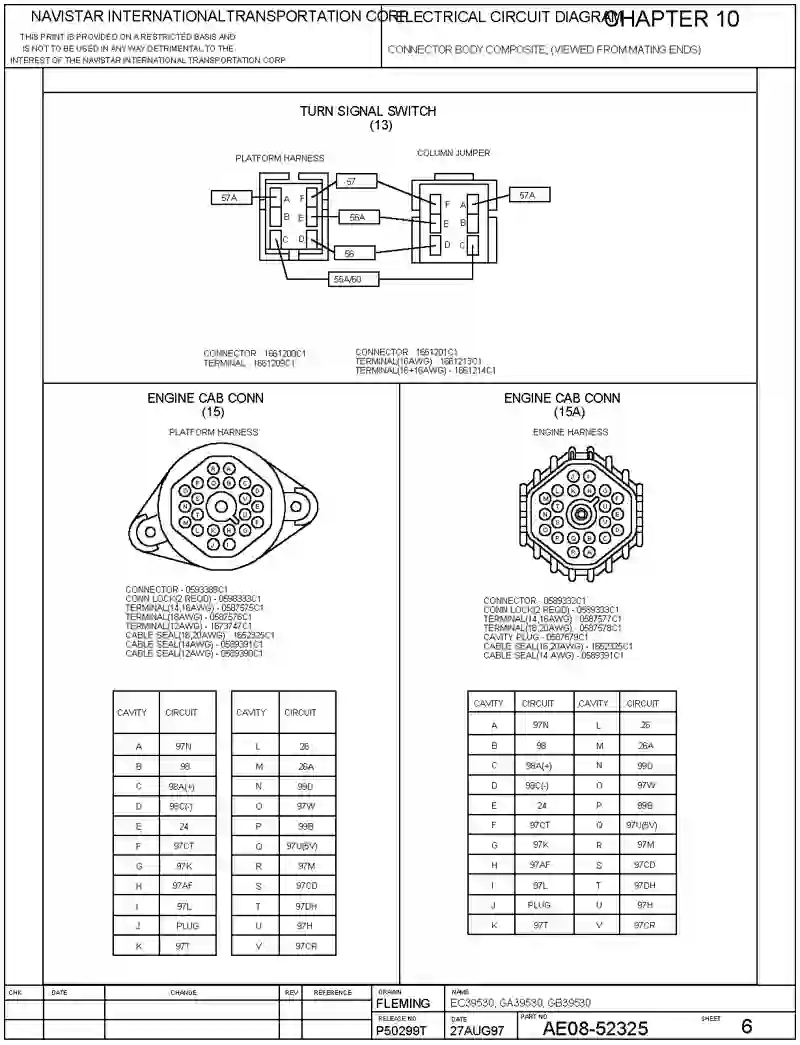 NAVISTAR INTERNATIONAL TRANSPORTATION CORP.
THIS PRINT IS PROVIDED ON A RESTRICTED BASIS AND
IS NOT TO BE USED IN ANY WAY DETRIMENTAL TO THE
INTEREST OF THE NAVISTAR INTERNATIONAL TRANSPORTATION CORP
ELECTRICAL CIRCUIT DIAGRAM
CHAPTER 10
CONNECTOR BODY COMPOSITE, (VIEWED FROM MATING ENDS)
TURN SIGNAL SWITCH
(13)
PLATFORM HARNESS
COLUMN JUMPER
57A
57
55A
56
55A/60
57A
A F
B E
C D
F A
E B
D C
CONNECTOR 1661200C1
TERMINAL 1661209C1
CONNECTOR 1661201C1
TERMINAL(16AWG) - 1661213C1
TERMINAL(16+16AWG) - 1661214C1
ENGINE CAB CONN
(15)
PLATFORM HARNESS
CONNECTOR - 0593389C1
CONN LOCK(2 REQD) - 0598333C1
TERMINAL(14,16AWG) - 0587575C1
TERMINAL(18AWG) - 0587576C1
TERMINAL(12AWG) - 1673747C1
CABLE SEAL(18,20AWG) 1652325C1
CABLE SEAL(14AWG) - 0589391C1
CABLE SEAL(12AWG) - 0589390C1
CAVITY CIRCUIT CAVITY CIRCUIT
A 97N L 26
B 98 M 26A
C 98A(+) N 99D
D 98C(-) O 97W
E 24 P 99B
F 97CT Q 97U(5V)
G 97K R 97M
H 97AF S 97CD
I 97L T 97DH
J PLUG U 97H
K 97T V 97CR
ENGINE CAB CONN
(15A)
ENGINE HARNESS
CONNECTOR - 0589332C1
CONN LOCK(2 REQD) - 0589333C1
TERMINAL(14,16AWG) - 0587577C1
TERMINAL(18,20AWG) - 0587578C1
CAVITY PLUG - 0587579C1
CABLE SEAL(18,20AWG) - 1652325C1
CABLE SEAL(14 AWG) - 0589391C1
CAVITY CIRCUIT CAVITY CIRCUIT
A 97N L 26
B 98 M 26A
C 98A(+) N 99D
D 98C(-) O 97W
E 24 P 99B
F 97CT Q 97U(5V)
G 97K R 97M
H 97AF S 97CD
I 97L T 97DH
J PLUG U 97H
K 97T V 97CR
CHK DATE CHANGE REV REFERENCE
DRAWN
FLEMING
NAME
EC39530, GA39530, GB39530
RELEASE NO
P50299T
DATE
27AUG97
PART NO
AE08-52325
SHEET 6